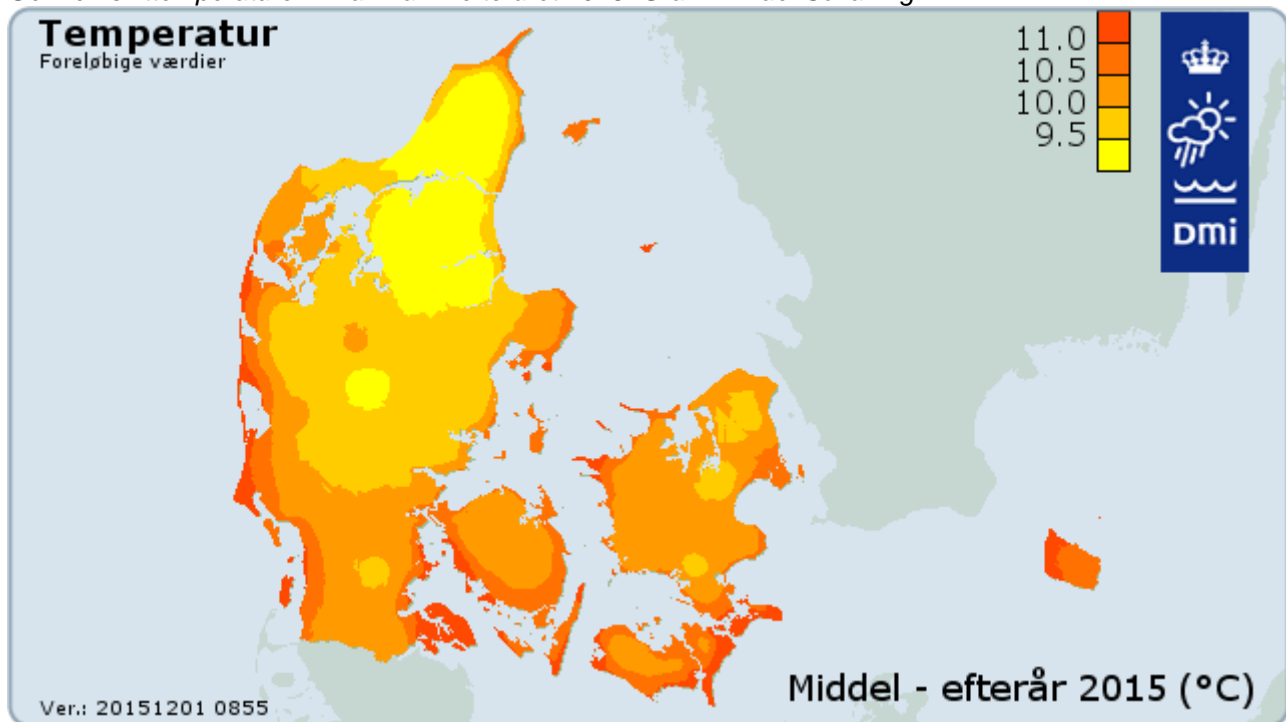 Temperatur
Foreløbige værdier
11.0
10.5
10.0
9.5
DMi
Middel - efterår 2015 (°C)
Ver.: 20151201 0855